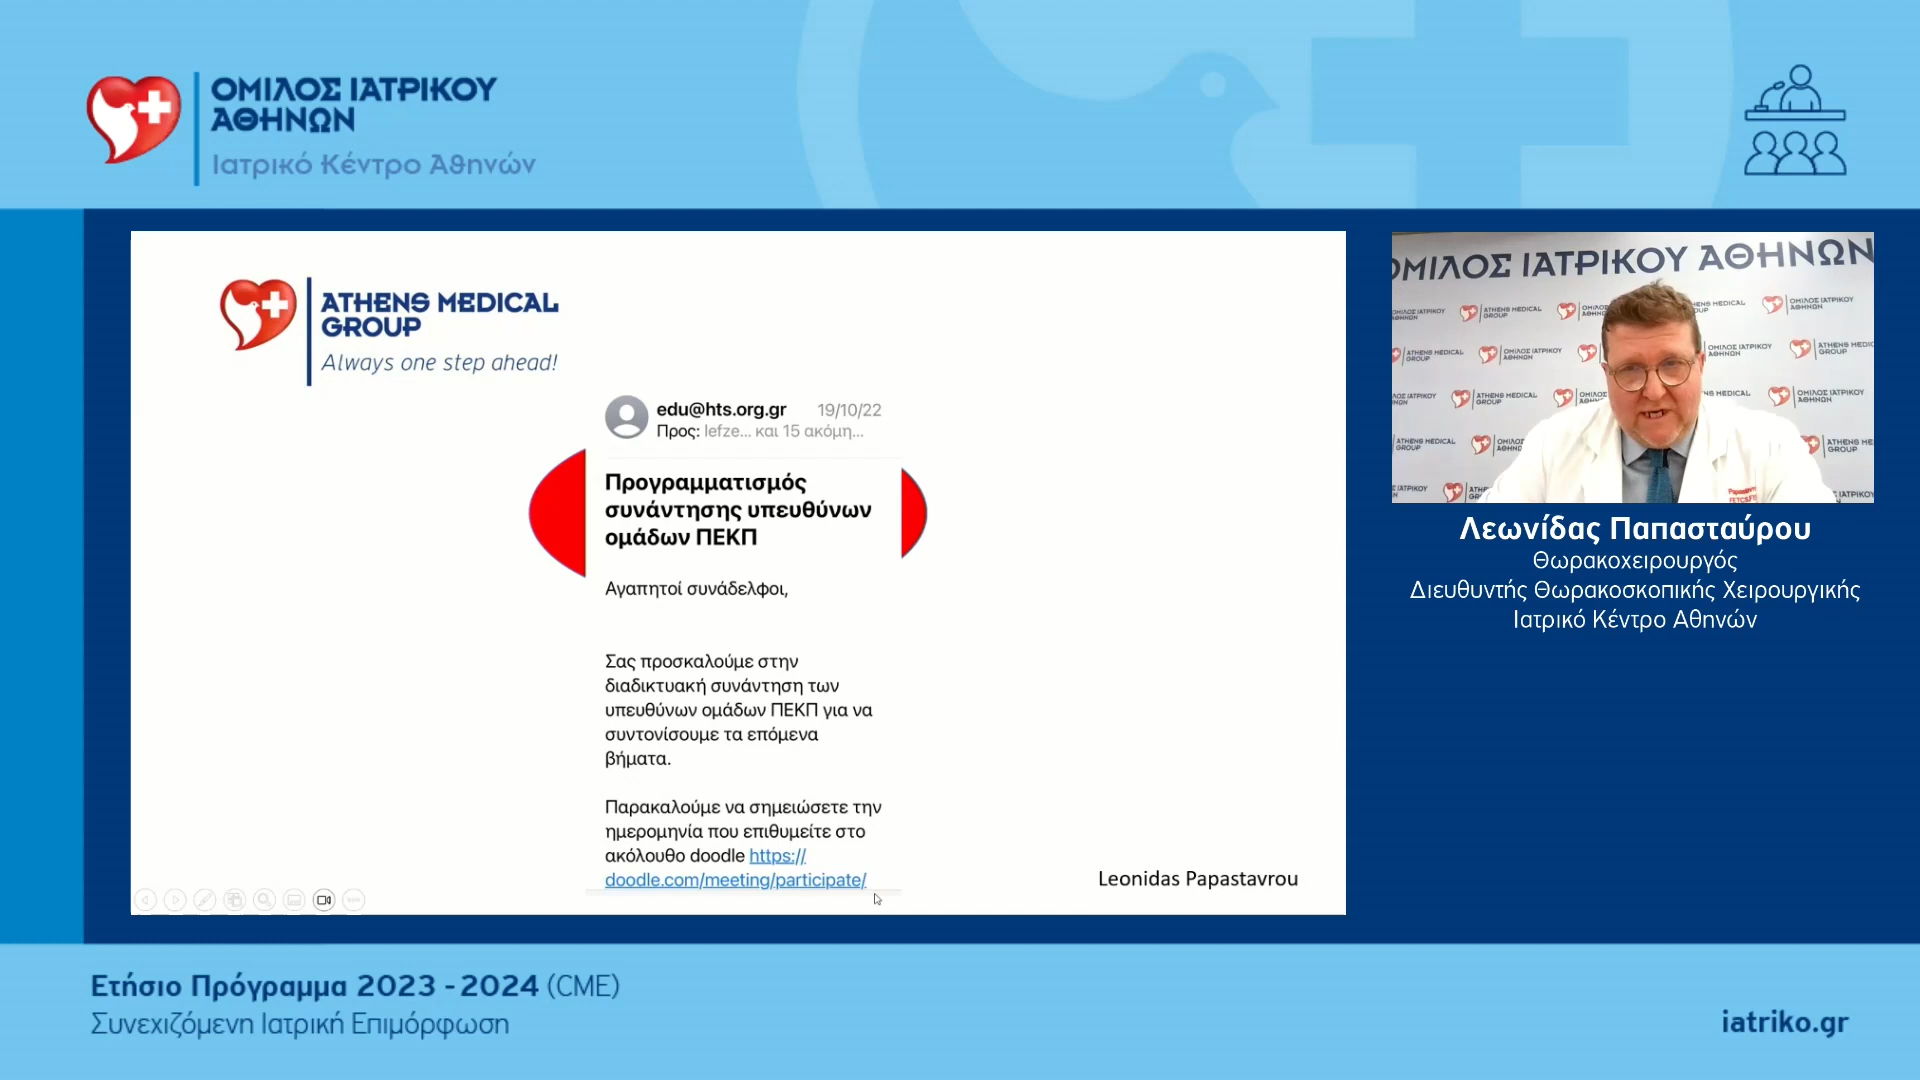 ΟΜΙΛΟΣ ΙΑΤΡΙΚΟΥ
ΑΘΗΝΩΝ
Ιατρικό Κέντρο Αθηνών
ATHENS MEDICAL
GROUP
Always one step ahead!
edu@hts.org.gr 19/10/22
Προς: lefze... και 15 ακόμη...
Προγραμματισμός
συνάντησης υπευθύνων
ομάδων ΠΕΚΠ
Αγαπητοί συνάδελφοι,
Σας προσκαλούμε στην
διαδικτυακή συνάντηση των
υπευθύνων ομάδων ΠΕΚΠ για να
συντονίσουμε τα επόμενα
βήματα.
Παρακαλούμε να σημειώσετε την
ημερομηνία που επιθυμείτε στο
ακόλουθο doodle https://
doodle.com/meeting/participate/
Leonidas Papastavrou
ΟΜΙΛΟΣ ΙΑΤΡΙΚΟΥ ΑΘΗΝΩΝ
Λεωνίδας Παπασταύρου
Θωρακοχειρουργός
Διευθυντής Θωρακοσκοπικής Χειρουργικής
Ιατρικό Κέντρο Αθηνών
Ετήσιο Πρόγραμμα 2023 - 2024 (CME)
Συνεχιζόμενη Ιατρική Επιμόρφωση
iatriko.gr